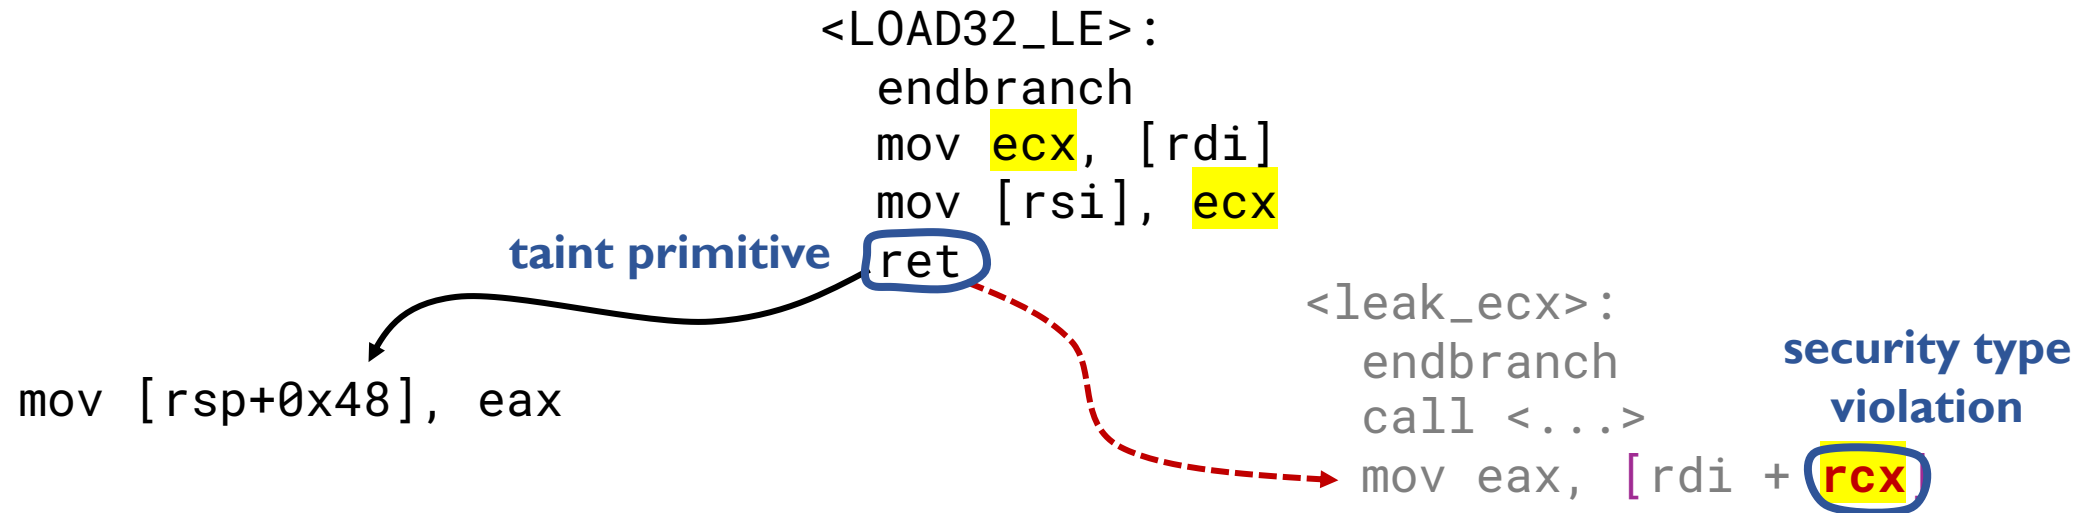 <LOAD32_LE>:
endbranch
mov ecx, [rdi]
mov [rsi], ecx
taint primitive
ret
mov [rsp+0x48], eax
<leak_ecx>:
endbranch
call <...>
mov eax, [rdi + rcx]
security type
violation